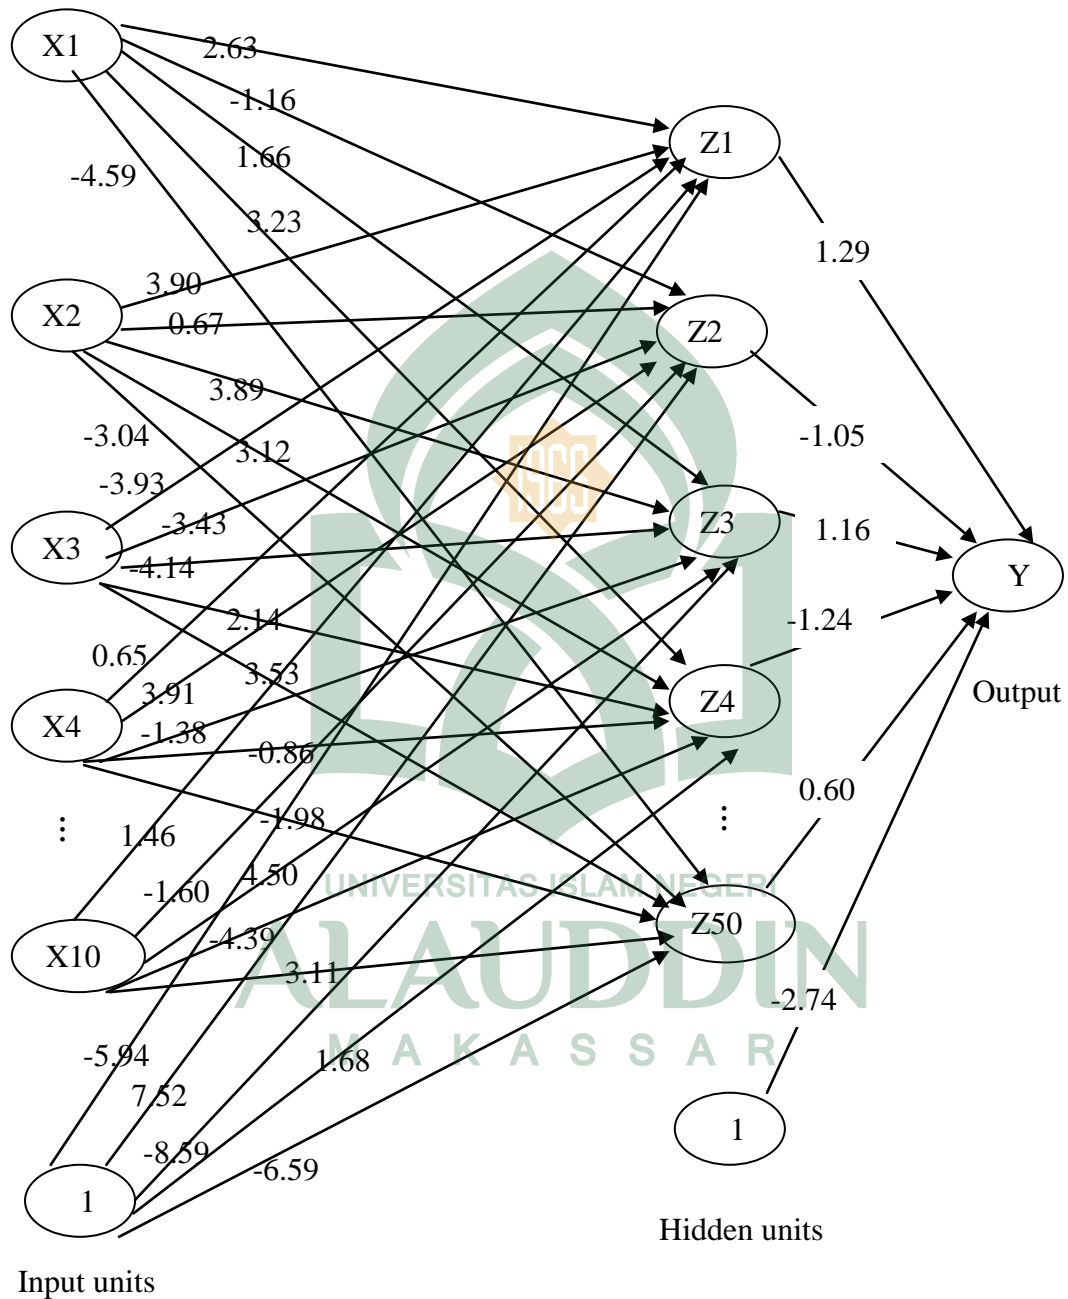 X1
2.63
-1.16
1.66
-4.59
3.23
Z1
1.29
3.90
X2
0.67
Z2
3.89
-3.04
3.12
-1.05
-3.93
-3.43
Z3
1.16
X3
-4.14
Y
2.14
-1.24
0.65
3.53
3.91
Output
X4
-1.38
Z4
-0.86
0.60
⋮
-1.98
⋮
1.46
4.50
-1.60
UNIVERSITAS ISLAM NEGERI
Z50
-4.39
ALAUDDIN
X10
3.11
-2.74
-5.94
1.68
MAKASSAR
7.52
1
-8.59
-6.59
1
Hidden units
Input units
1965